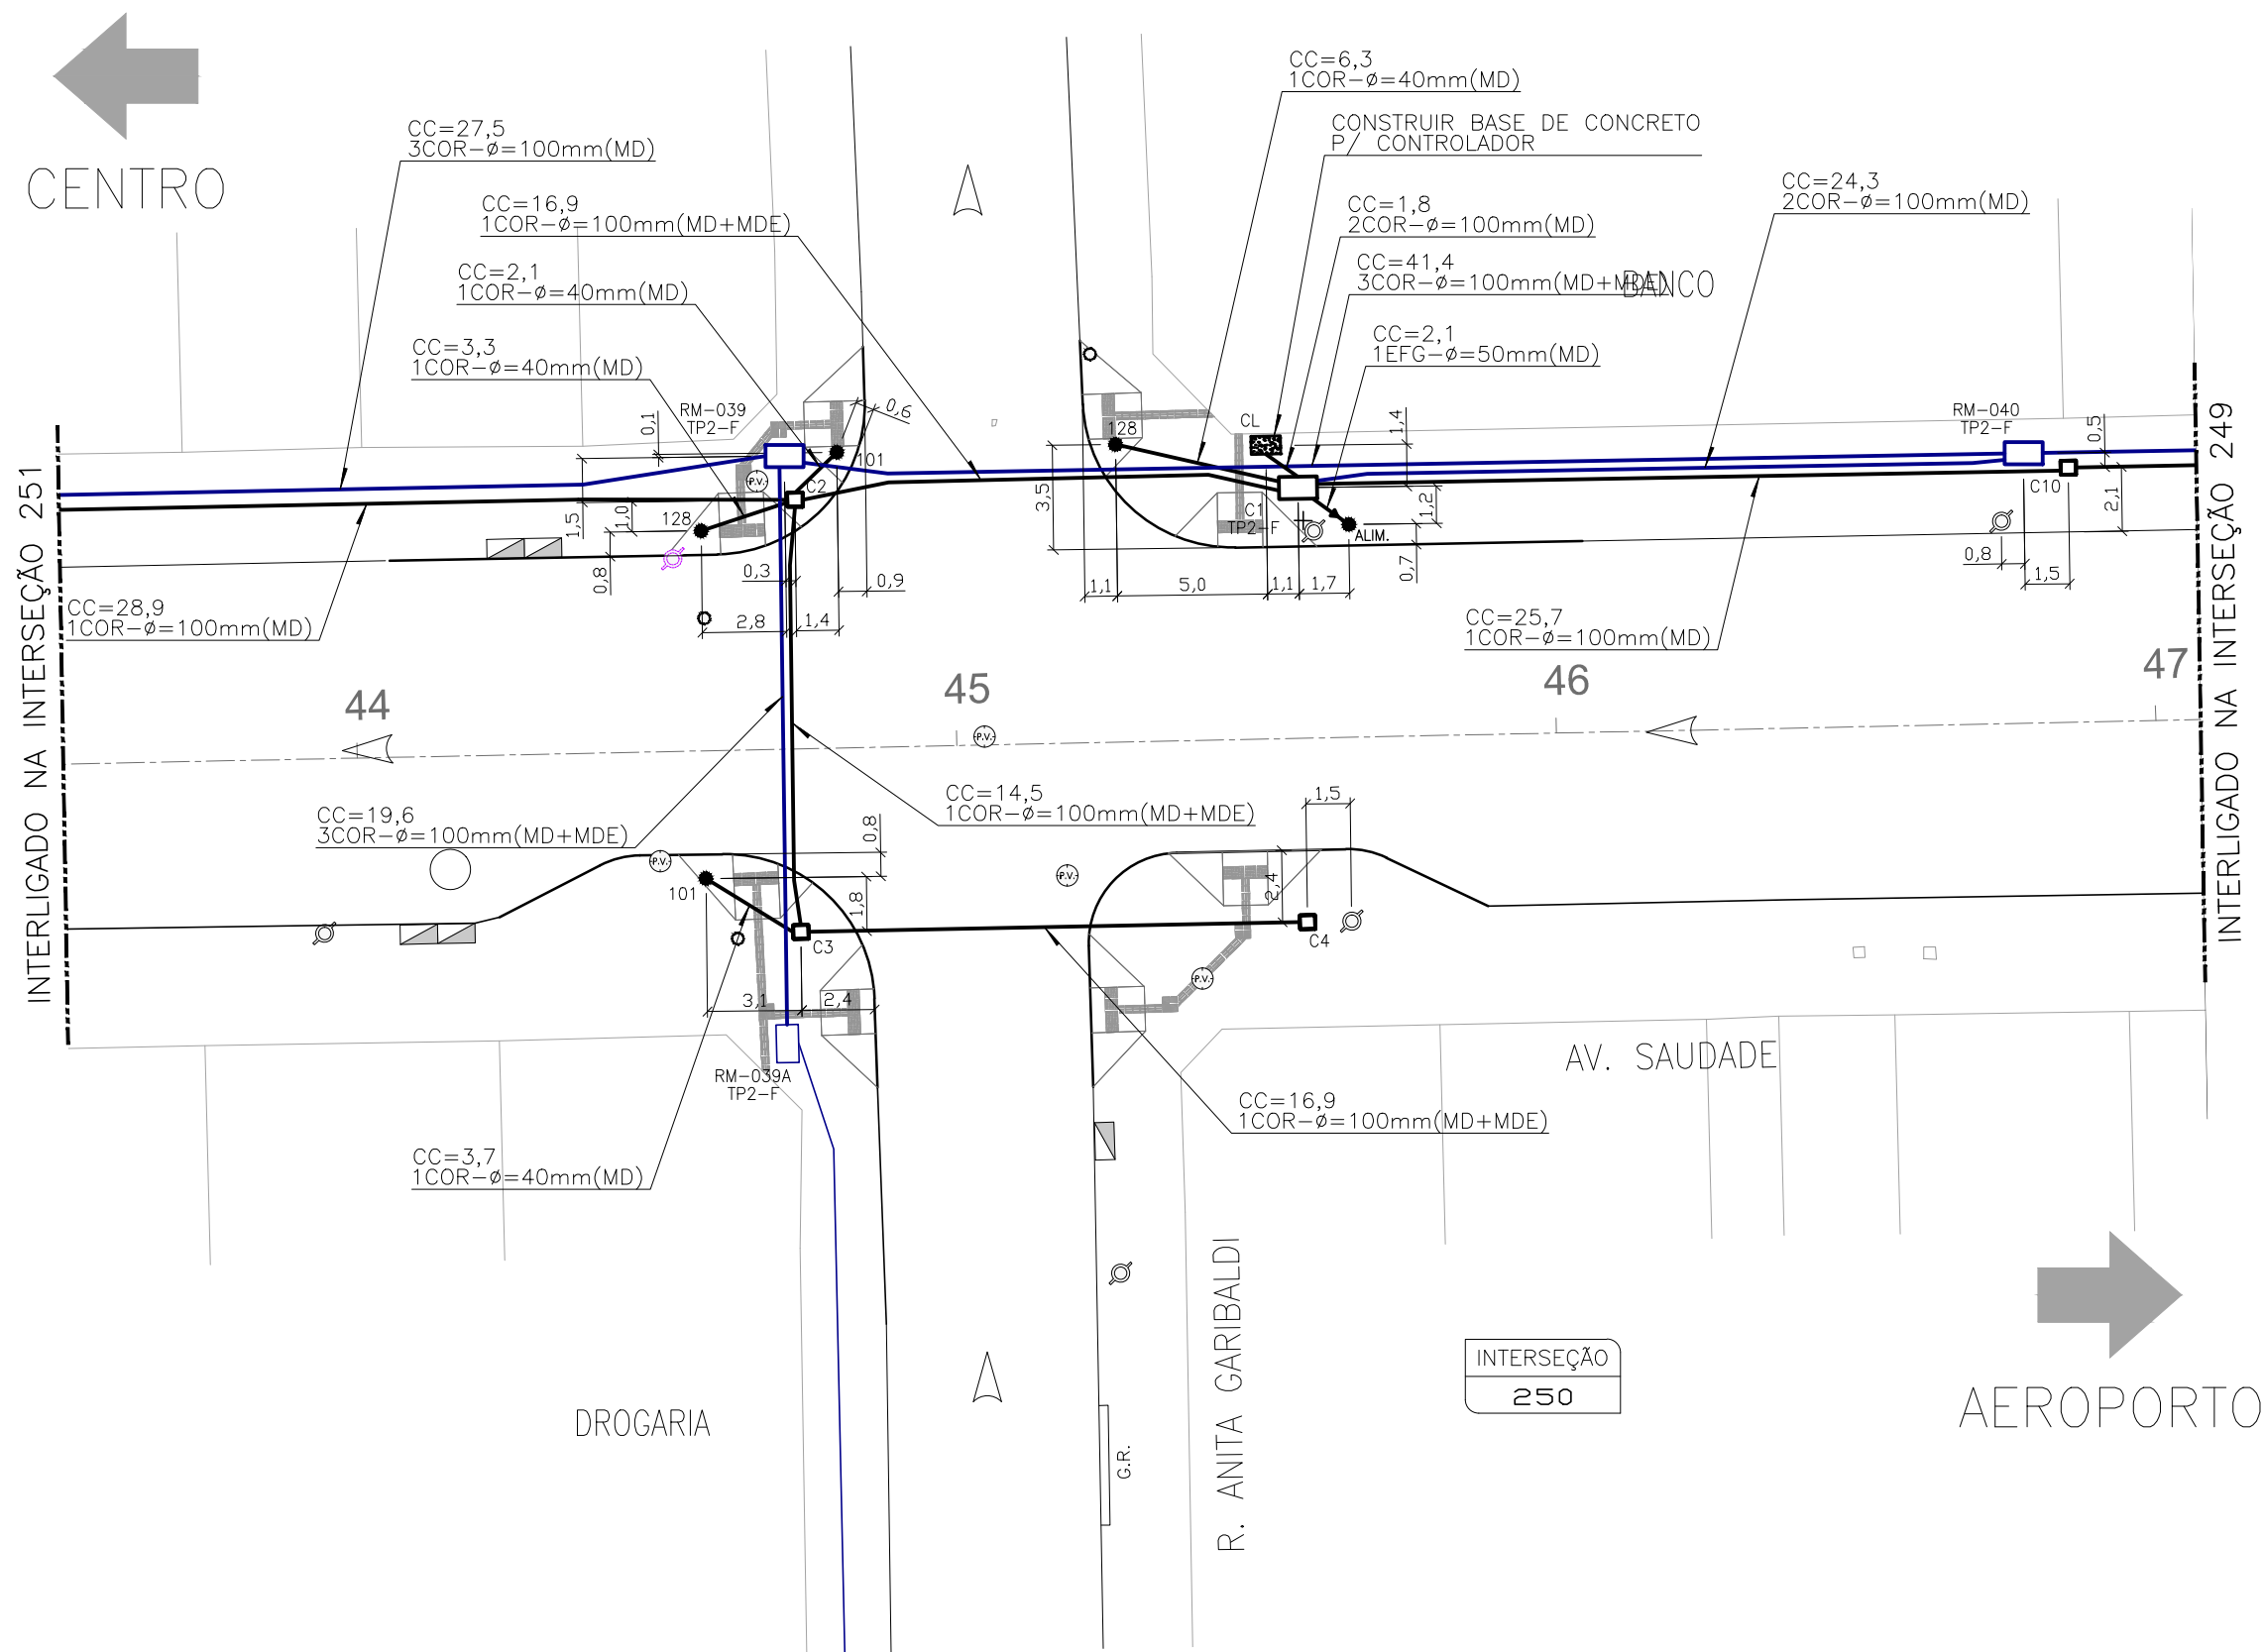 CENTRO
CC=27,5
3COR-ø=100mm(MD)
CC=16,9
1COR-ø=100mm(MD+MDE)
CC=2,1
1COR-ø=40mm(MD)
CC=3,3
1COR-ø=40mm(MD)
CC=6,3
1COR-ø=40mm(MD)
CONSTRUIR BASE DE CONCRETO
P/ CONTROLADOR
CC=1,8
2COR-ø=100mm(MD)
CC=41,4
3COR-ø=100mm(MD+MDE)
BANCO
CC=2,1
1EFG-ø=50mm(MD)
CC=24,3
2COR-ø=100mm(MD)
RM-039
TP2-F
0,1
0,6
101
P.V.
C2
128
1,5
1,0
0,8
0,3
0,9
2,8
1,4
128
CL
3,5
C1
TP2-F
ALIM.
1,4
1,2
0,7
1,1
5,0
1,1
1,7
RM-040
TP2-F
0,5
C10
2,1
0,8
1,5
INTERLIGADO NA INTERSEÇÃO 251
INTERLIGADO NA INTERSEÇÃO 249
CC=28,9
1COR-ø=100mm(MD)
CC=25,7
1COR-ø=100mm(MD)
44
45
46
47
P.V.
CC=19,6
3COR-ø=100mm(MD+MDE)
CC=14,5
1COR-ø=100mm(MD+MDE)
1,5
0,8
P.V.
P.V.
101
1,8
C3
2,4
C4
3,1
2,4
P.V.
RM-039A
TP2-F
AV. SAUDADE
CC=16,9
1COR-ø=100mm(MD+MDE)
CC=3,7
1COR-ø=40mm(MD)
R. ANITA GARIBALDI
G.R.
DROGARIA
INTERSEÇÃO
250
AEROPORTO